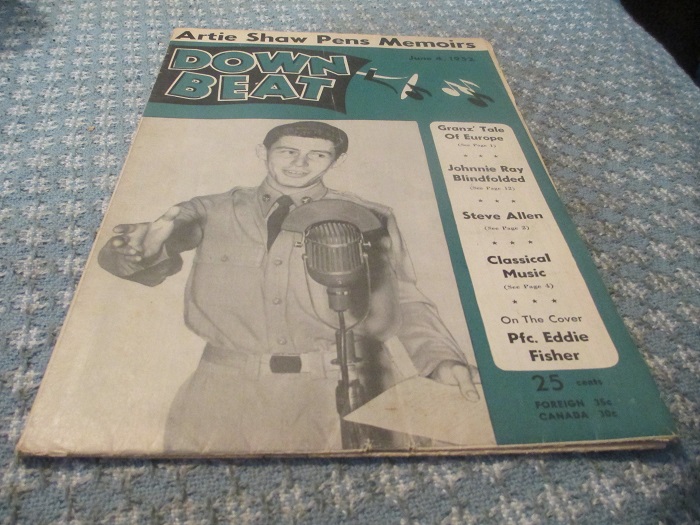 Artie Shaw Pens Memoirs
DOWN
BEAT
June 4, 1952
Granz' Tale
Of Europe
(See Page 1)
* * *
Johnnie Ray
Blindfolded
(See Page 12)
* * *
Steve Allen
(See Page 2)
* * *
Classical
Music
(See Page 4)
* * *
On The Cover
Pfc. Eddie
Fisher
25 cents
FOREIGN 35c
CANADA 30c